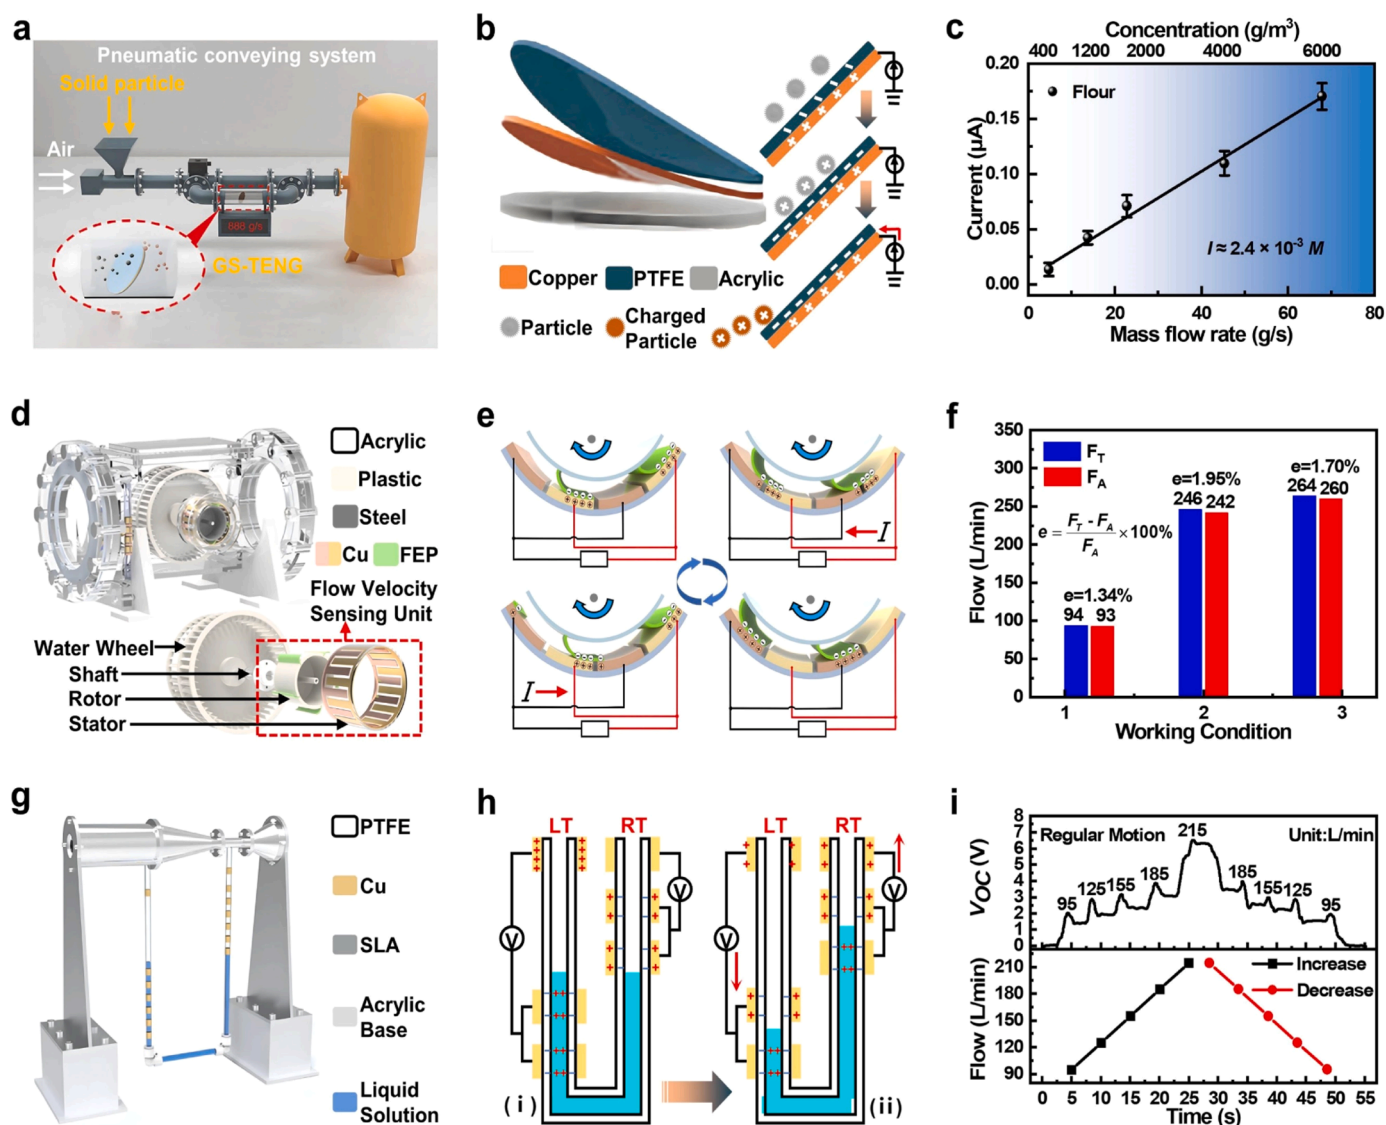 a
Pneumatic conveying system
Solid particle
Air
888 g/s
GS-TENG
b
Copper
PTFE
Acrylic
Particle
Charged
Particle
c
Concentration (g/m³)
400 1200 2000 4000 6000
0.20
0.15
0.10
0.05
0.00
Current (μA)
Flour
I ≈ 2.4 × 10⁻³ M
0 20 40 60 80
Mass flow rate (g/s)
d
Acrylic
Plastic
Steel
Cu
FEP
Flow Velocity
Sensing Unit
Water Wheel
Shaft
Rotor
Stator
e
I
I
f
350
300
250
200
150
100
50
0
Flow (L/min)
F_T
F_A
e = (F_T - F_A)/F_A ×100%
e=1.34%
94 93
e=1.95%
246 242
e=1.70%
264 260
1 2 3
Working Condition
g
PTFE
Cu
SLA
Acrylic
Base
Liquid
Solution
h
LT RT
V V
(i)
LT RT
V V
(ii)
i
8
7
6
5
4
3
2
1
0
V_OC (V)
Regular Motion
Unit:L/min
95 125 155 185 215 185 155 125 95
210
180
150
120
90
Flow (L/min)
Increase
Decrease
0 5 10 15 20 25 30 35 40 45 50 55
Time (s)